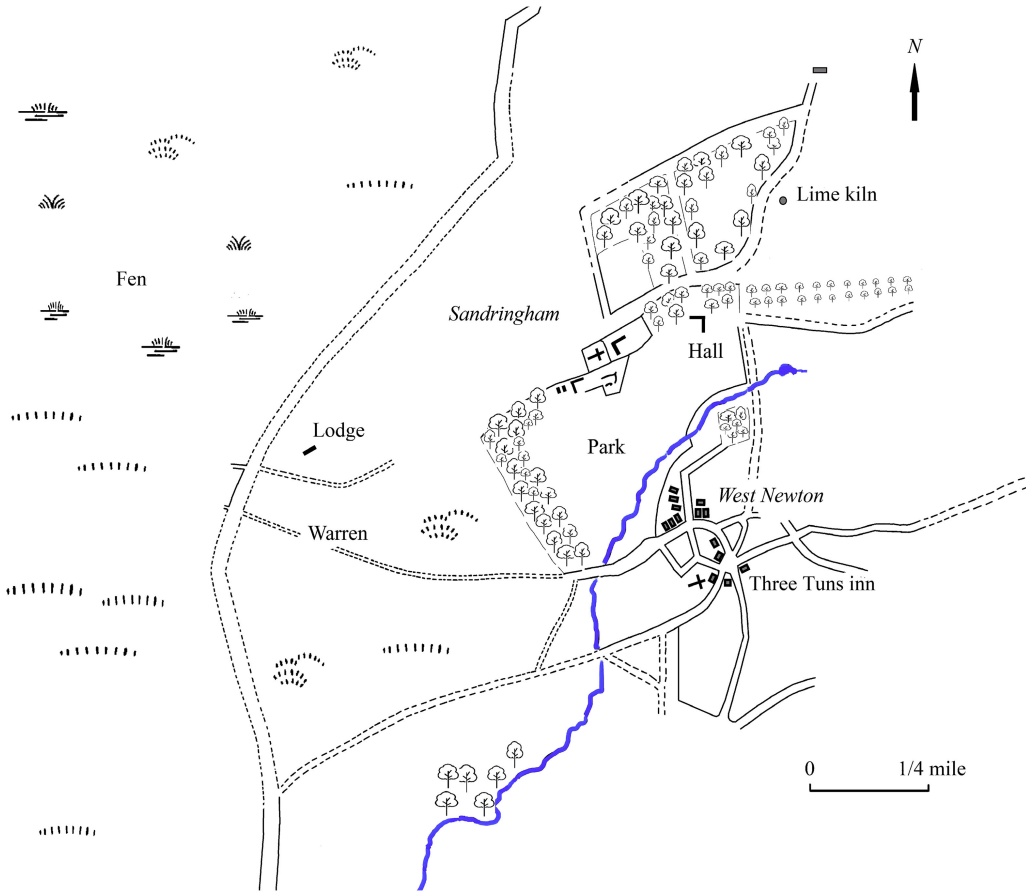 N
Lime kiln
Fen
Sandringham
Hall
Lodge
Park
West Newton
Warren
Three Tuns inn
0 1/4 mile